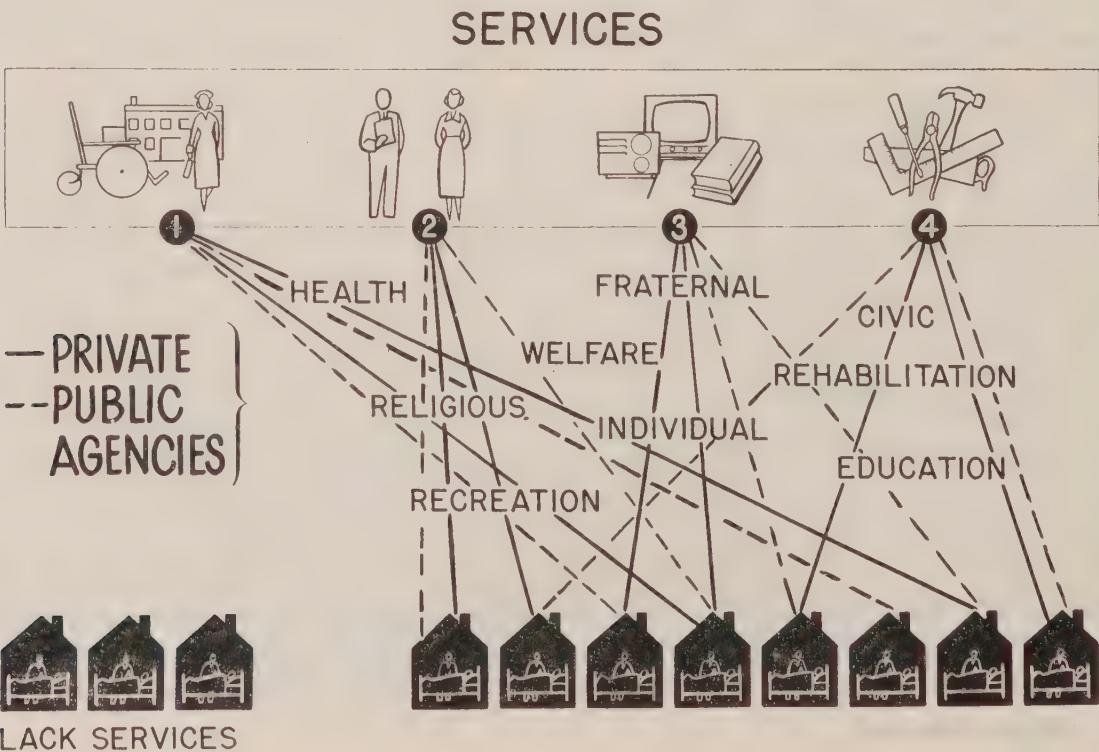 SERVICES
1
2
3
4
HEALTH
FRATERNAL
CIVIC
— PRIVATE
WELFARE
REHABILITATION
-- PUBLIC
RELIGIOUS
INDIVIDUAL
AGENCIES
EDUCATION
RECREATION
LACK SERVICES